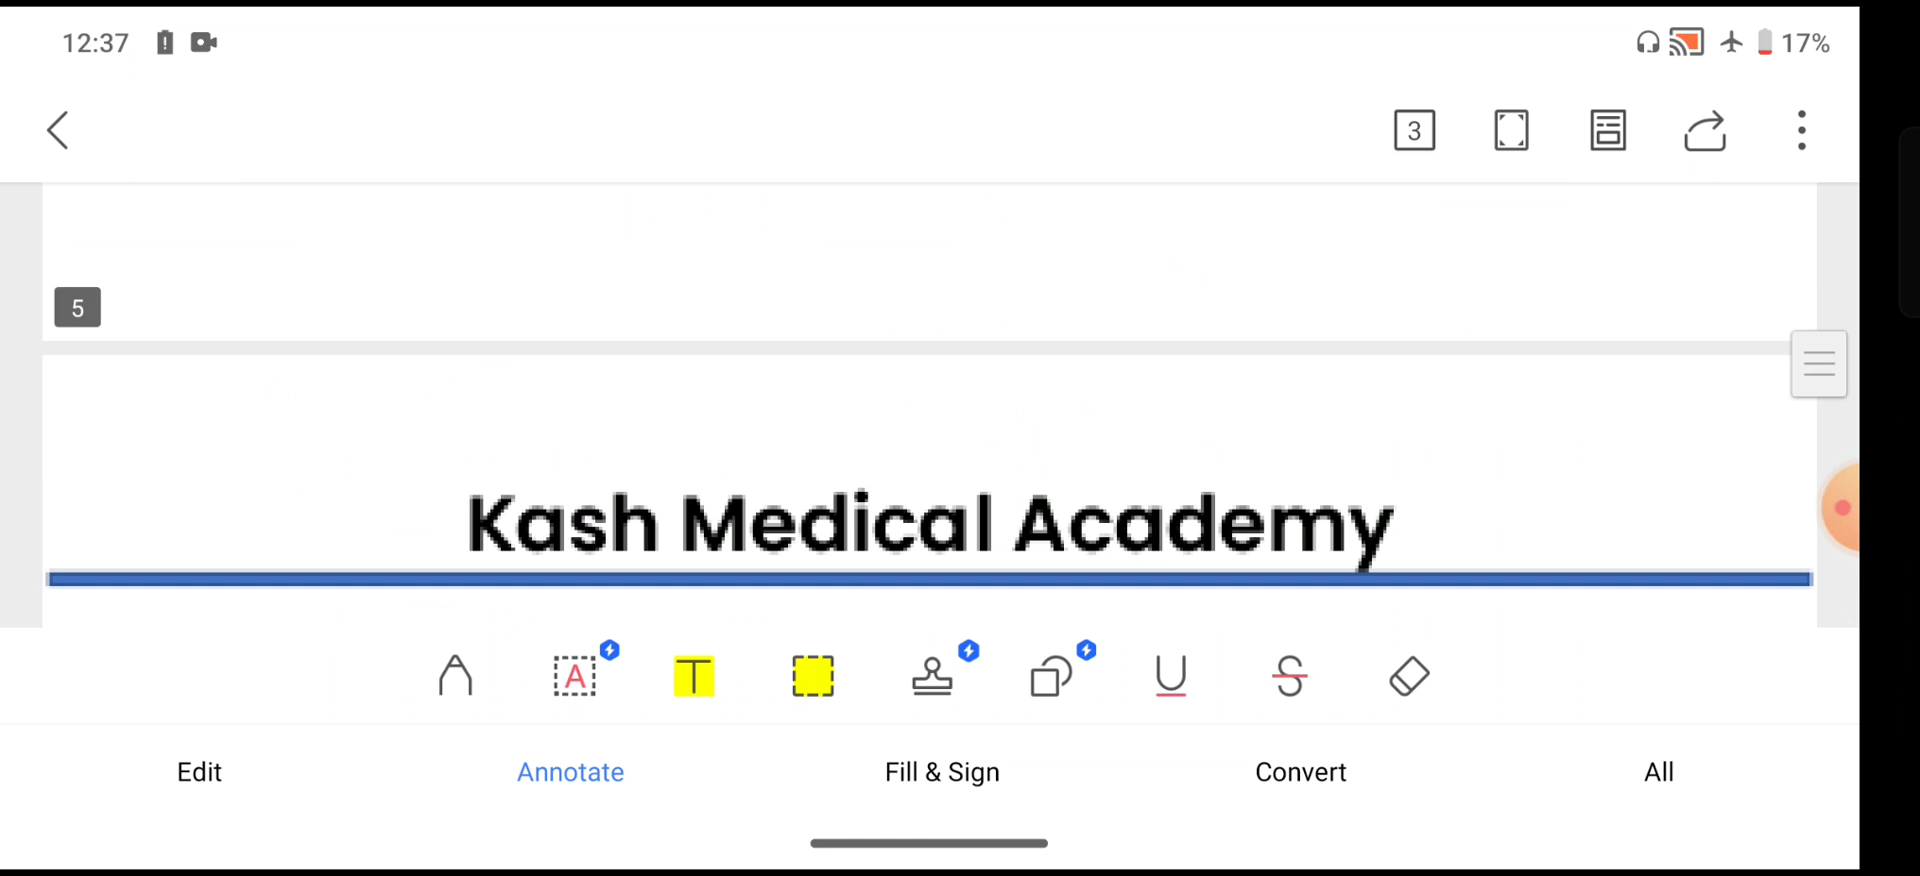 12:37
17%
3
5
Kash Medical Academy
A T U S
Edit Annotate Fill & Sign Convert All